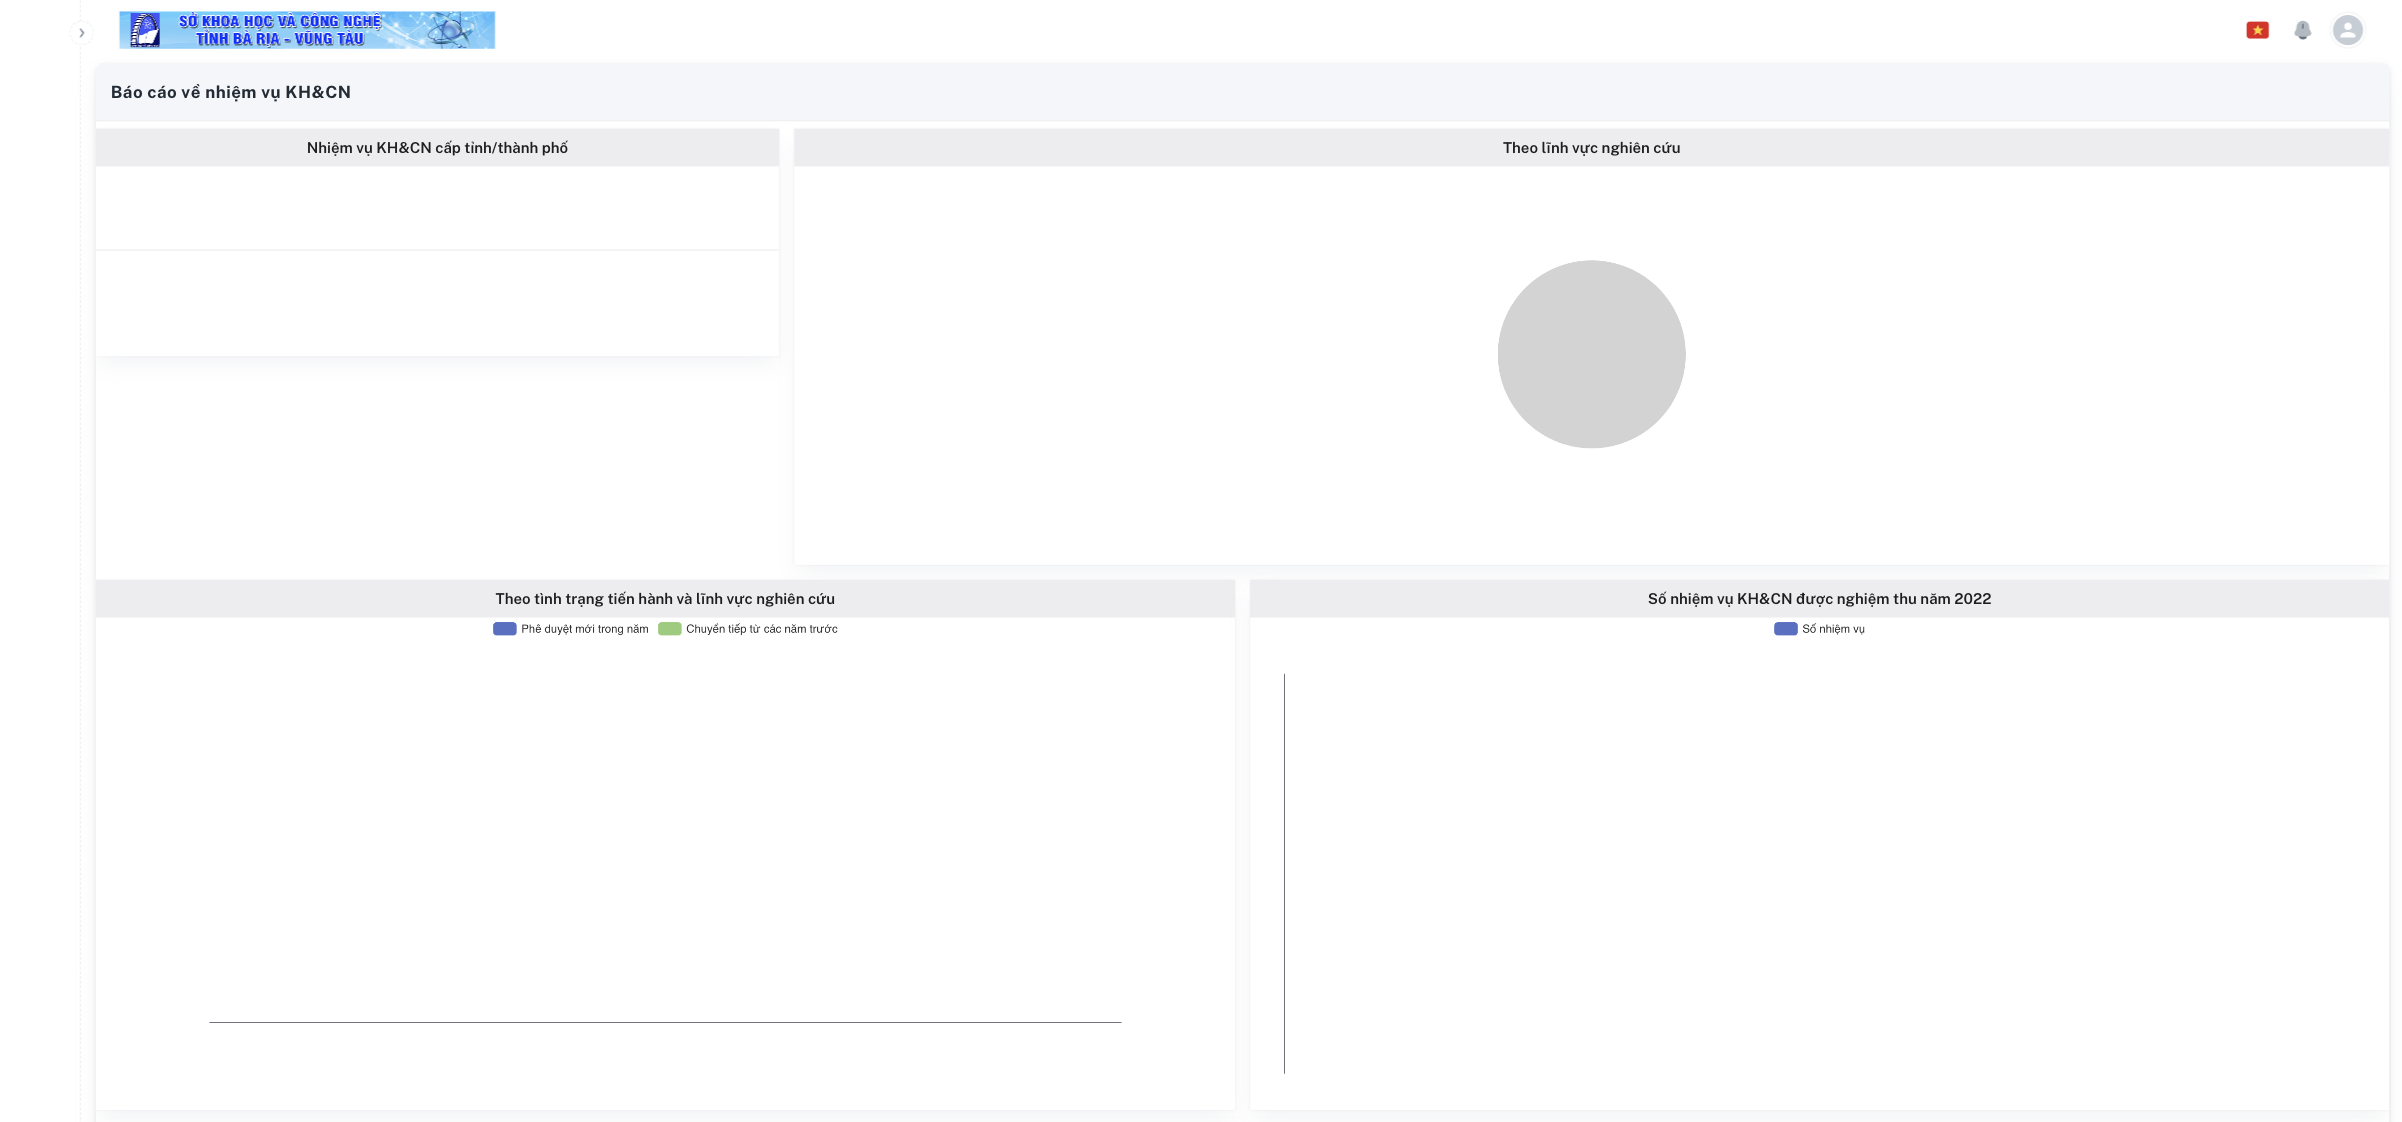 SỞ KHOA HỌC VÀ CÔNG NGHỆ
TỈNH BÀ RỊA - VŨNG TÀU
Báo cáo về nhiệm vụ KH&CN
Nhiệm vụ KH&CN cấp tỉnh/thành phố
Theo lĩnh vực nghiên cứu
Theo tình trạng tiến hành và lĩnh vực nghiên cứu
Phê duyệt mới trong năm
Chuyển tiếp từ các năm trước
Số nhiệm vụ KH&CN được nghiệm thu năm 2022
Số nhiệm vụ